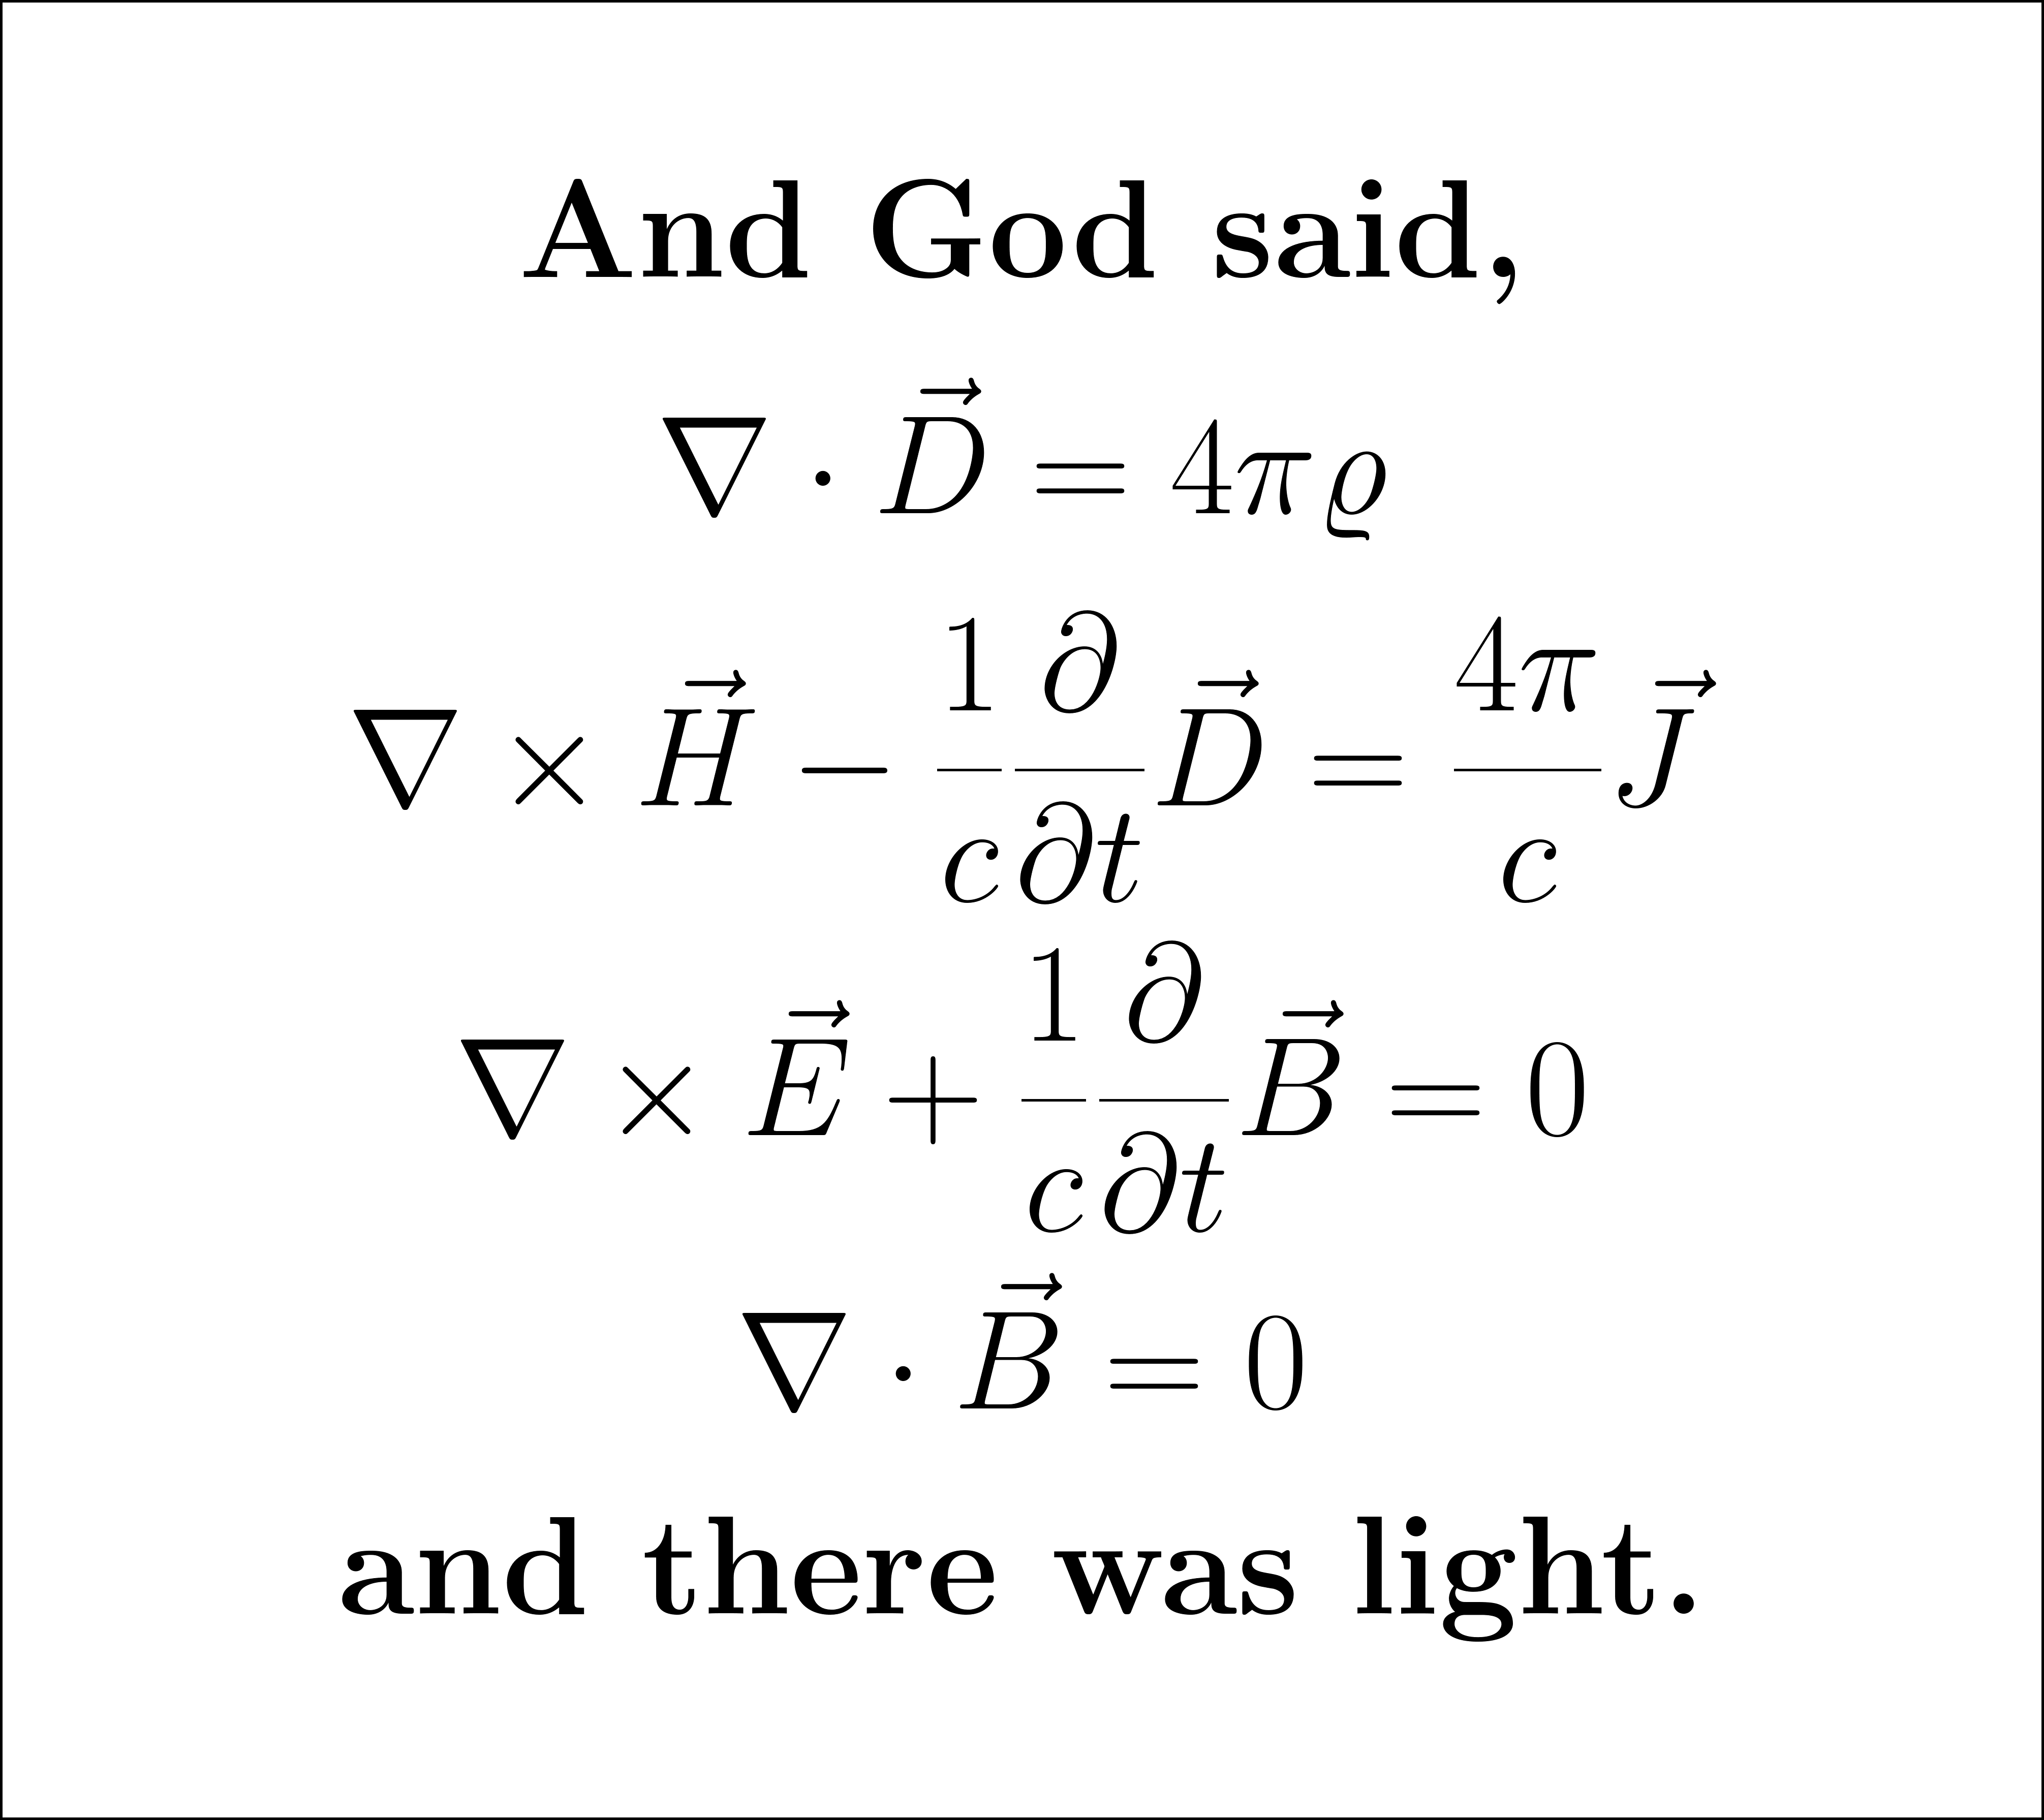 And God said,
∇ · D⃗ = 4πϱ
∇ × H⃗ − 1/c ∂/∂t D⃗ = 4π/c J⃗
∇ × E⃗ + 1/c ∂/∂t B⃗ = 0
∇ · B⃗ = 0
and there was light.